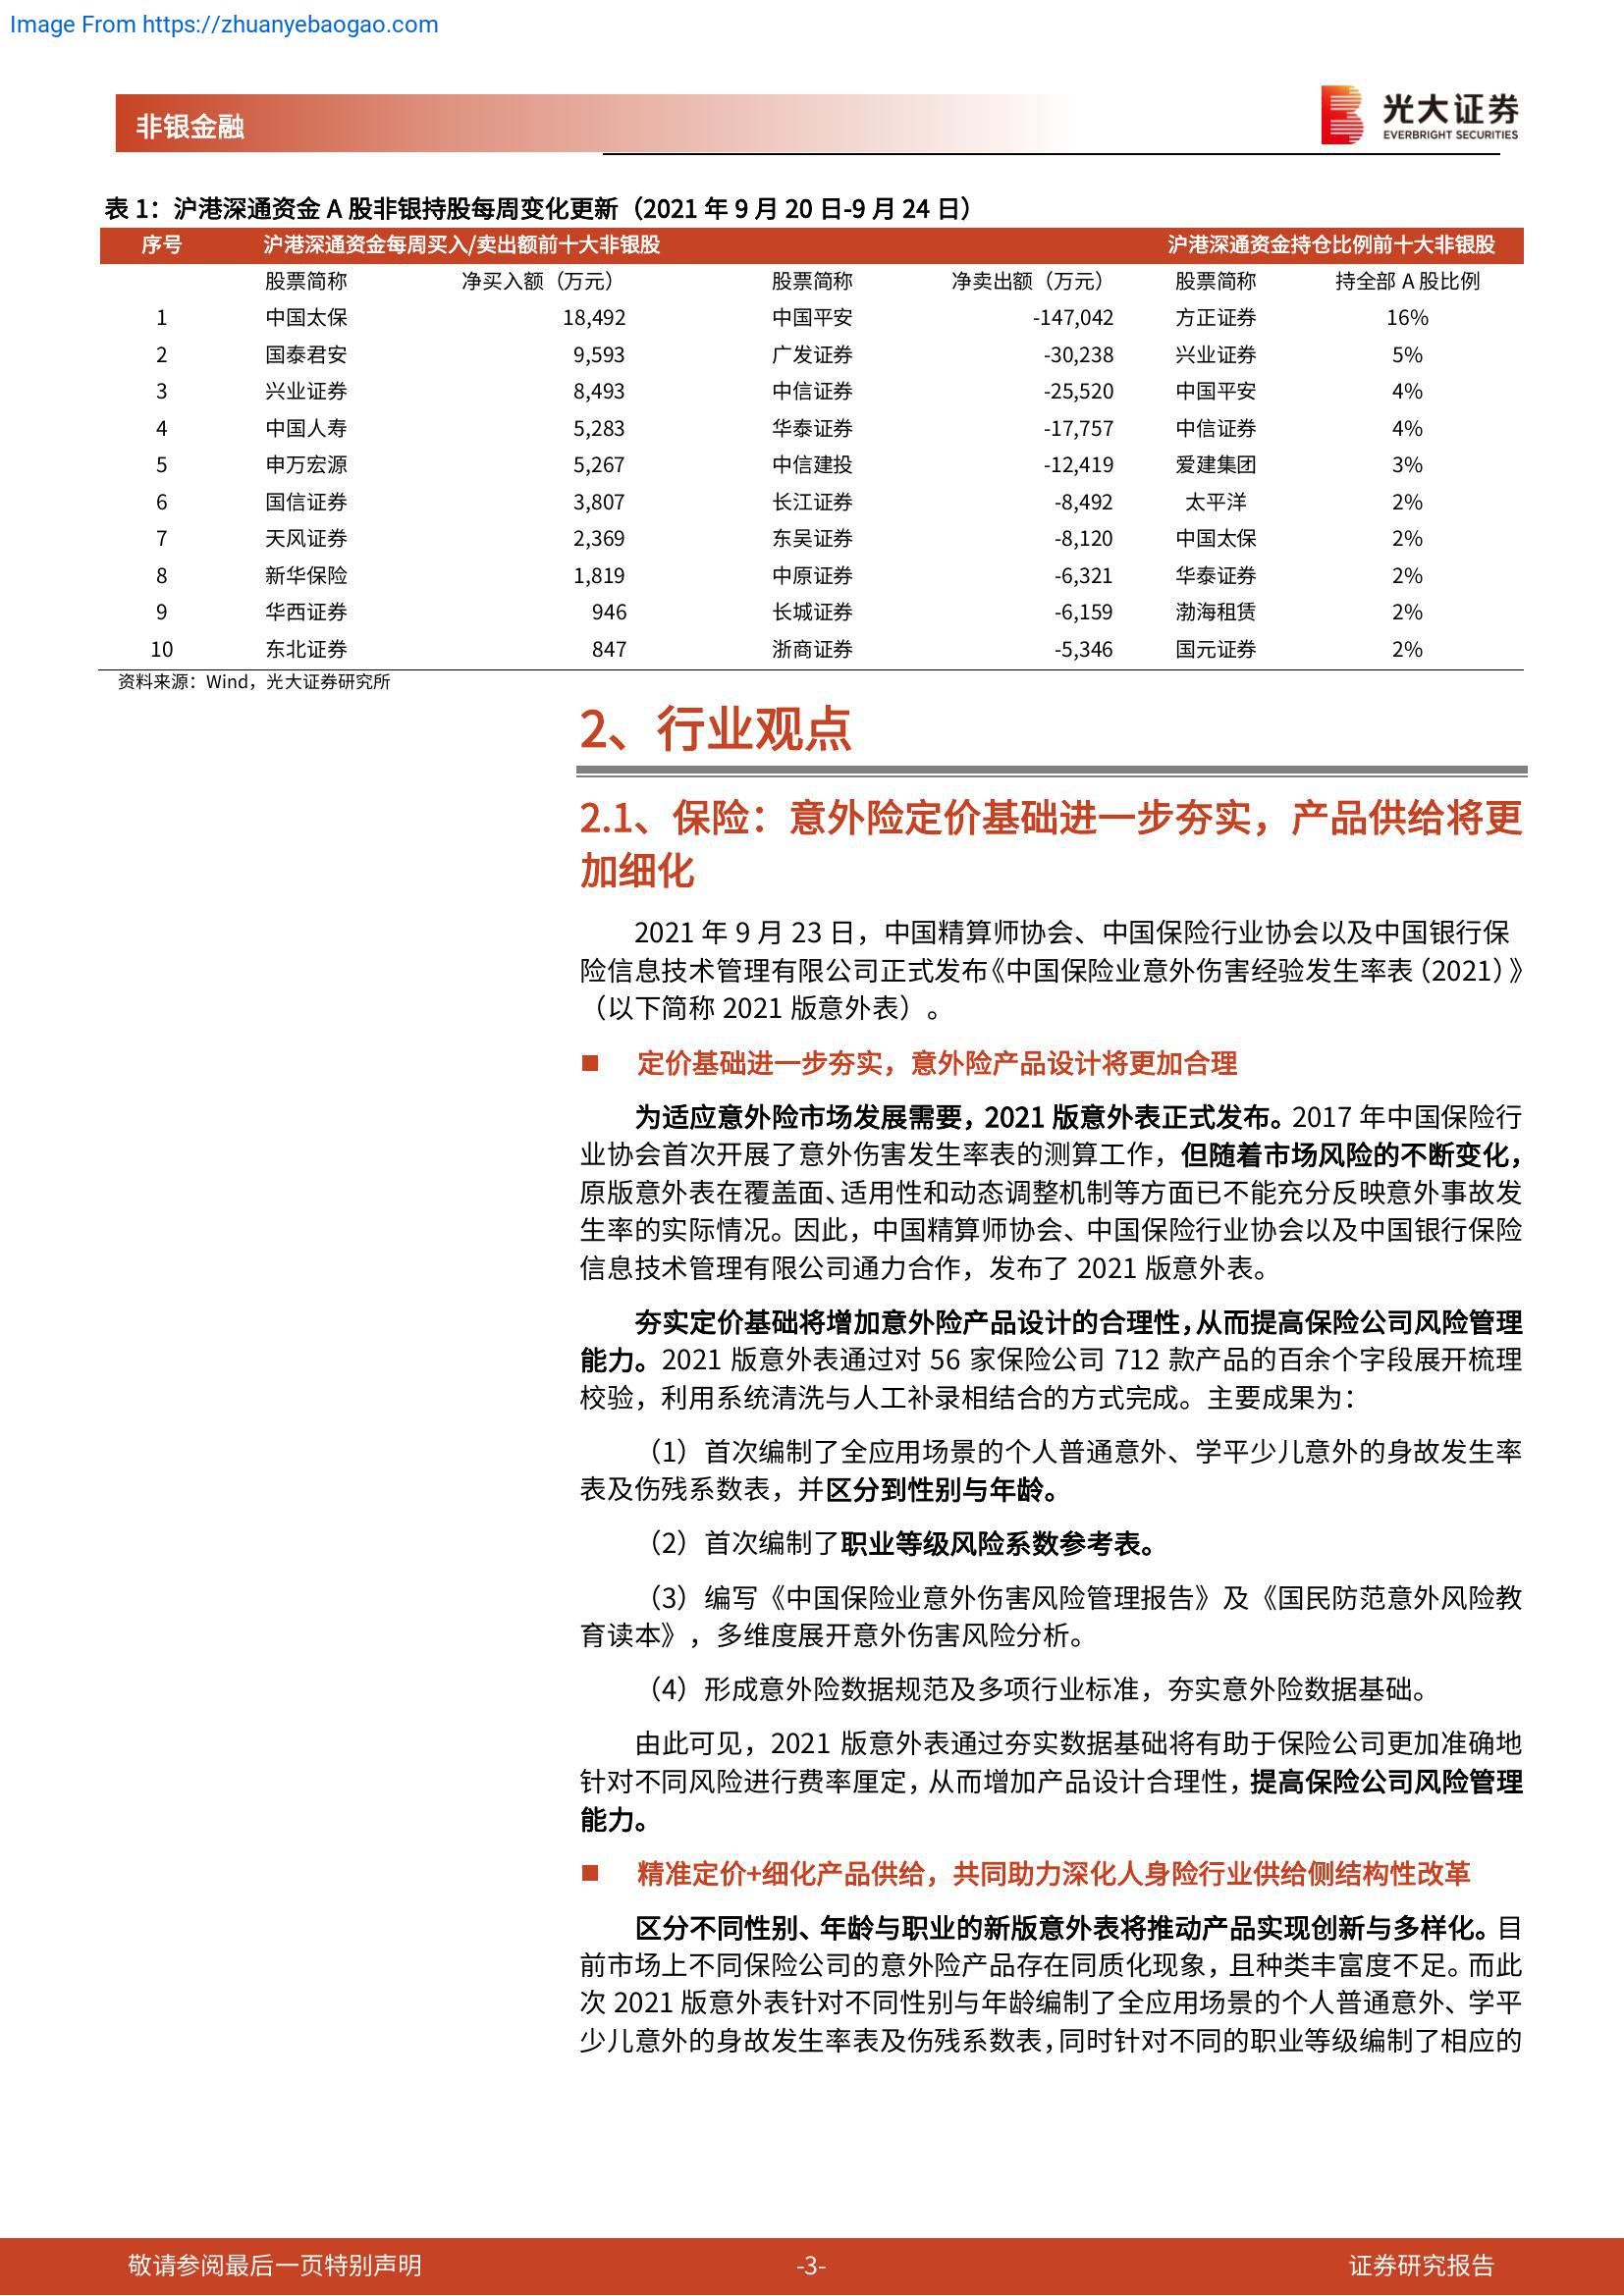 Image From https://zhuanyebaogao.com
非银金融
光大证券
EVERBRIGHT SECURITIES
表 1：沪港深通资金 A 股非银持股每周变化更新（2021 年 9 月 20 日-9 月 24 日）
序号 沪港深通资金每周买入/卖出额前十大非银股 沪港深通资金持仓比例前十大非银股
股票简称 净买入额（万元） 股票简称 净卖出额（万元） 股票简称 持全部 A 股比例
1 中国太保 18,492 中国平安 -147,042 方正证券 16%
2 国泰君安 9,593 广发证券 -30,238 兴业证券 5%
3 兴业证券 8,493 中信证券 -25,520 中国平安 4%
4 中国人寿 5,283 华泰证券 -17,757 中信证券 4%
5 申万宏源 5,267 中信建投 -12,419 爱建集团 3%
6 国信证券 3,807 长江证券 -8,492 太平洋 2%
7 天风证券 2,369 东吴证券 -8,120 中国太保 2%
8 新华保险 1,819 中原证券 -6,321 华泰证券 2%
9 华西证券 946 长城证券 -6,159 渤海租赁 2%
10 东北证券 847 浙商证券 -5,346 国元证券 2%
资料来源：Wind，光大证券研究所
2、行业观点
2.1、保险：意外险定价基础进一步夯实，产品供给将更
加细化
2021 年 9 月 23 日，中国精算师协会、中国保险行业协会以及中国银行保
险信息技术管理有限公司正式发布《中国保险业意外伤害经验发生率表（2021）》
（以下简称 2021 版意外表）。
■ 定价基础进一步夯实，意外险产品设计将更加合理
为适应意外险市场发展需要，2021 版意外表正式发布。2017 年中国保险行
业协会首次开展了意外伤害发生率表的测算工作，但随着市场风险的不断变化，
原版意外表在覆盖面、适用性和动态调整机制等方面已不能充分反映意外事故发
生率的实际情况。因此，中国精算师协会、中国保险行业协会以及中国银行保险
信息技术管理有限公司通力合作，发布了 2021 版意外表。
夯实定价基础将增加意外险产品设计的合理性，从而提高保险公司风险管理
能力。2021 版意外表通过对 56 家保险公司 712 款产品的百余个字段展开梳理
校验，利用系统清洗与人工补录相结合的方式完成。主要成果为：
（1）首次编制了全应用场景的个人普通意外、学平少儿意外的身故发生率
表及伤残系数表，并区分到性别与年龄。
（2）首次编制了职业等级风险系数参考表。
（3）编写《中国保险业意外伤害风险管理报告》及《国民防范意外风险教
育读本》，多维度展开意外伤害风险分析。
（4）形成意外险数据规范及多项行业标准，夯实意外险数据基础。
由此可见，2021 版意外表通过夯实数据基础将有助于保险公司更加准确地
针对不同风险进行费率厘定，从而增加产品设计合理性，提高保险公司风险管理
能力。
■ 精准定价+细化产品供给，共同助力深化人身险行业供给侧结构性改革
区分不同性别、年龄与职业的新版意外表将推动产品实现创新与多样化。目
前市场上不同保险公司的意外险产品存在同质化现象，且种类丰富度不足。而此
次 2021 版意外表针对不同性别与年龄编制了全应用场景的个人普通意外、学平
少儿意外的身故发生率表及伤残系数表，同时针对不同的职业等级编制了相应的
敬请参阅最后一页特别声明 -3- 证券研究报告